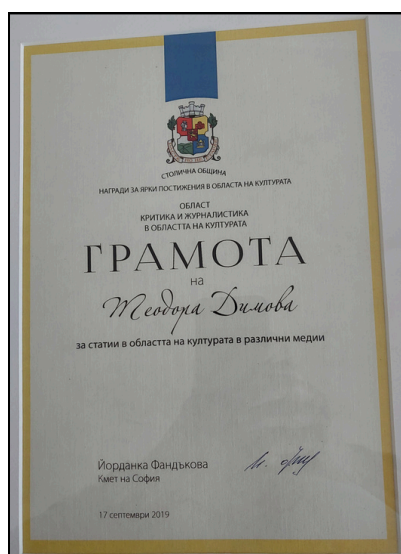 СТОЛИЧНА ОБЩИНА
НАГРАДИ ЗА ЯРКИ ПОСТИЖЕНИЯ В ОБЛАСТА НА КУЛТУРАТА
ОБЛАСТ
КРИТИКА И ЖУРНАЛИСТИКА
В ОБЛАСТТА НА КУЛТУРАТА
ГРАМОТА
на
Теодора Димова
за статии в областта на културата в различни медии
Йорданка Фандъкова
Кмет на София
17 септември 2019